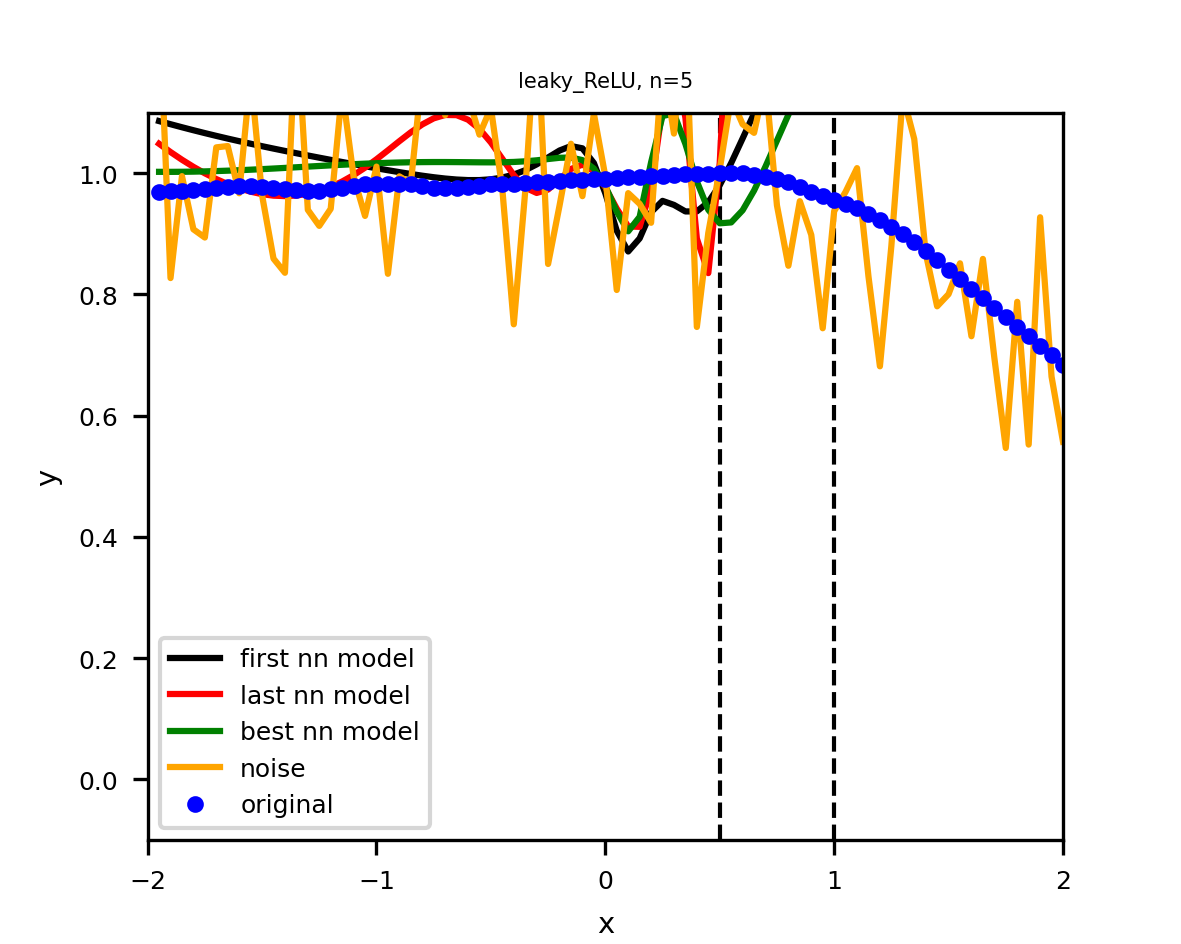 leaky_ReLU, n=5
y
1.0
0.8
0.6
0.4
0.2
0.0
first nn model
last nn model
best nn model
noise
original
−2
−1
0
1
2
x